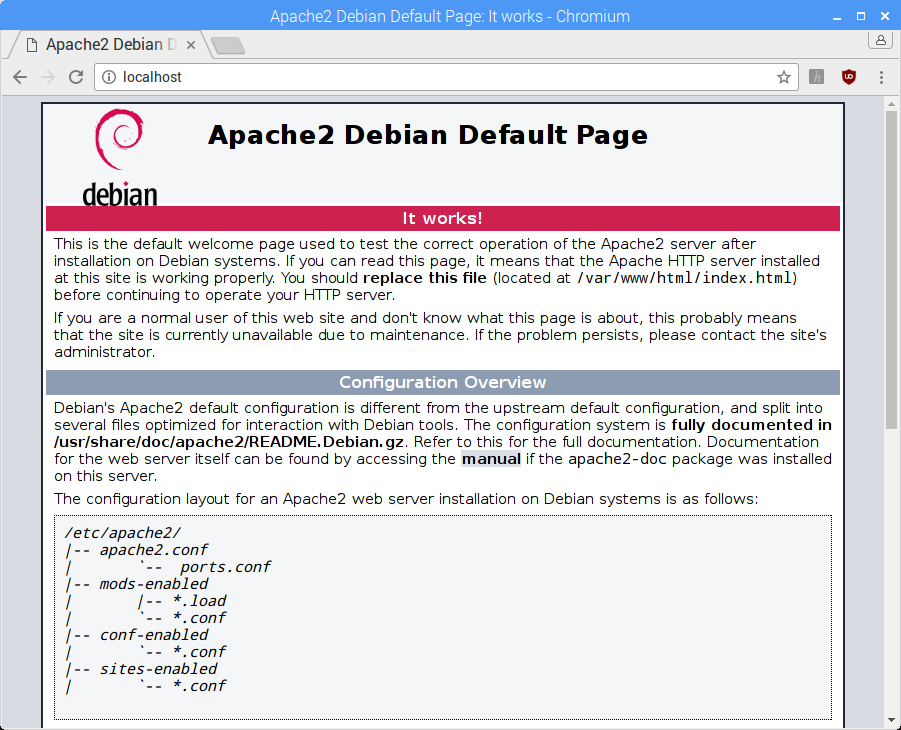 Apache2 Debian Default Page: It works - Chromium
Apache2 Debian D
localhost
debian
Apache2 Debian Default Page
It works!
This is the default welcome page used to test the correct operation of the Apache2 server after
installation on Debian systems. If you can read this page, it means that the Apache HTTP server installed
at this site is working properly. You should replace this file (located at /var/www/html/index.html)
before continuing to operate your HTTP server.
If you are a normal user of this web site and don't know what this page is about, this probably means
that the site is currently unavailable due to maintenance. If the problem persists, please contact the site's
administrator.
Configuration Overview
Debian's Apache2 default configuration is different from the upstream default configuration, and split into
several files optimized for interaction with Debian tools. The configuration system is fully documented in
/usr/share/doc/apache2/README.Debian.gz. Refer to this for the full documentation. Documentation
for the web server itself can be found by accessing the manual if the apache2-doc package was installed
on this server.
The configuration layout for an Apache2 web server installation on Debian systems is as follows:
/etc/apache2/
|-- apache2.conf
|       `--  ports.conf
|-- mods-enabled
|       |-- *.load
|       `-- *.conf
|-- conf-enabled
|       `-- *.conf
|-- sites-enabled
|       `-- *.conf